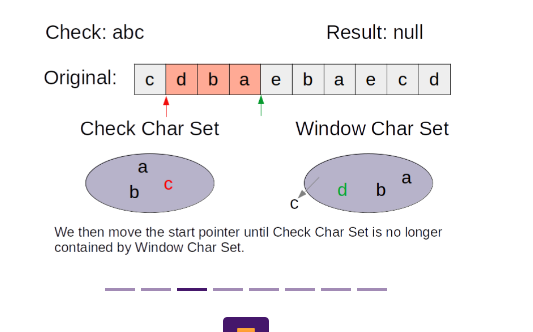 Check: abc Result: null
Original: c d b a e b a e c d
Check Char Set Window Char Set
a
b c
c d b a
We then move the start pointer until Check Char Set is no longer
contained by Window Char Set.